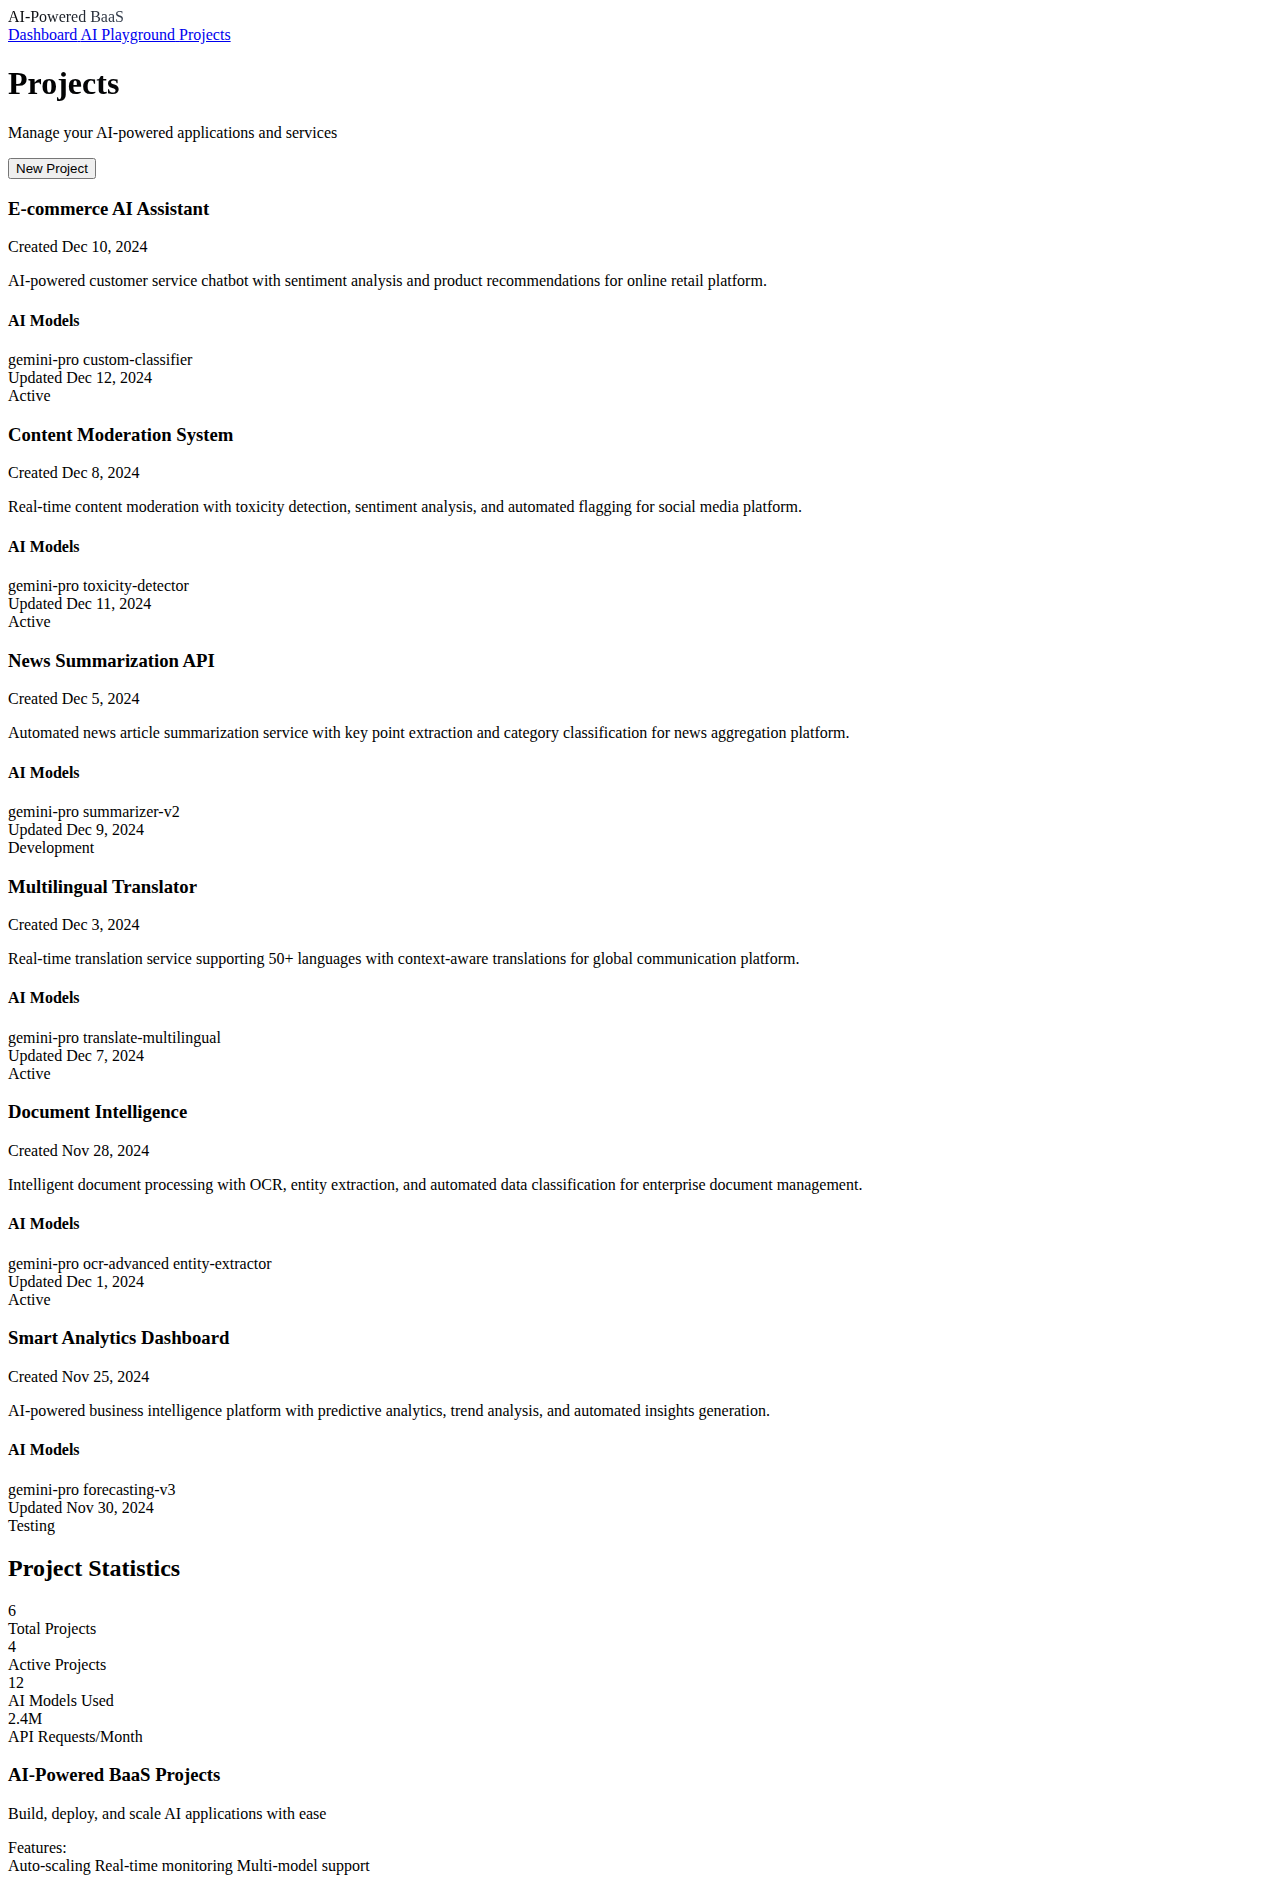 AI-Powered BaaS
Dashboard AI Playground Projects
Projects
Manage your AI-powered applications and services
New Project
E-commerce AI Assistant
Created Dec 10, 2024
AI-powered customer service chatbot with sentiment analysis and product recommendations for online retail platform.
AI Models
gemini-pro custom-classifier
Updated Dec 12, 2024
Active
Content Moderation System
Created Dec 8, 2024
Real-time content moderation with toxicity detection, sentiment analysis, and automated flagging for social media platform.
AI Models
gemini-pro toxicity-detector
Updated Dec 11, 2024
Active
News Summarization API
Created Dec 5, 2024
Automated news article summarization service with key point extraction and category classification for news aggregation platform.
AI Models
gemini-pro summarizer-v2
Updated Dec 9, 2024
Development
Multilingual Translator
Created Dec 3, 2024
Real-time translation service supporting 50+ languages with context-aware translations for global communication platform.
AI Models
gemini-pro translate-multilingual
Updated Dec 7, 2024
Active
Document Intelligence
Created Nov 28, 2024
Intelligent document processing with OCR, entity extraction, and automated data classification for enterprise document management.
AI Models
gemini-pro ocr-advanced entity-extractor
Updated Dec 1, 2024
Active
Smart Analytics Dashboard
Created Nov 25, 2024
AI-powered business intelligence platform with predictive analytics, trend analysis, and automated insights generation.
AI Models
gemini-pro forecasting-v3
Updated Nov 30, 2024
Testing
Project Statistics
6
Total Projects
4
Active Projects
12
AI Models Used
2.4M
API Requests/Month
AI-Powered BaaS Projects
Build, deploy, and scale AI applications with ease
Features:
Auto-scaling Real-time monitoring Multi-model support